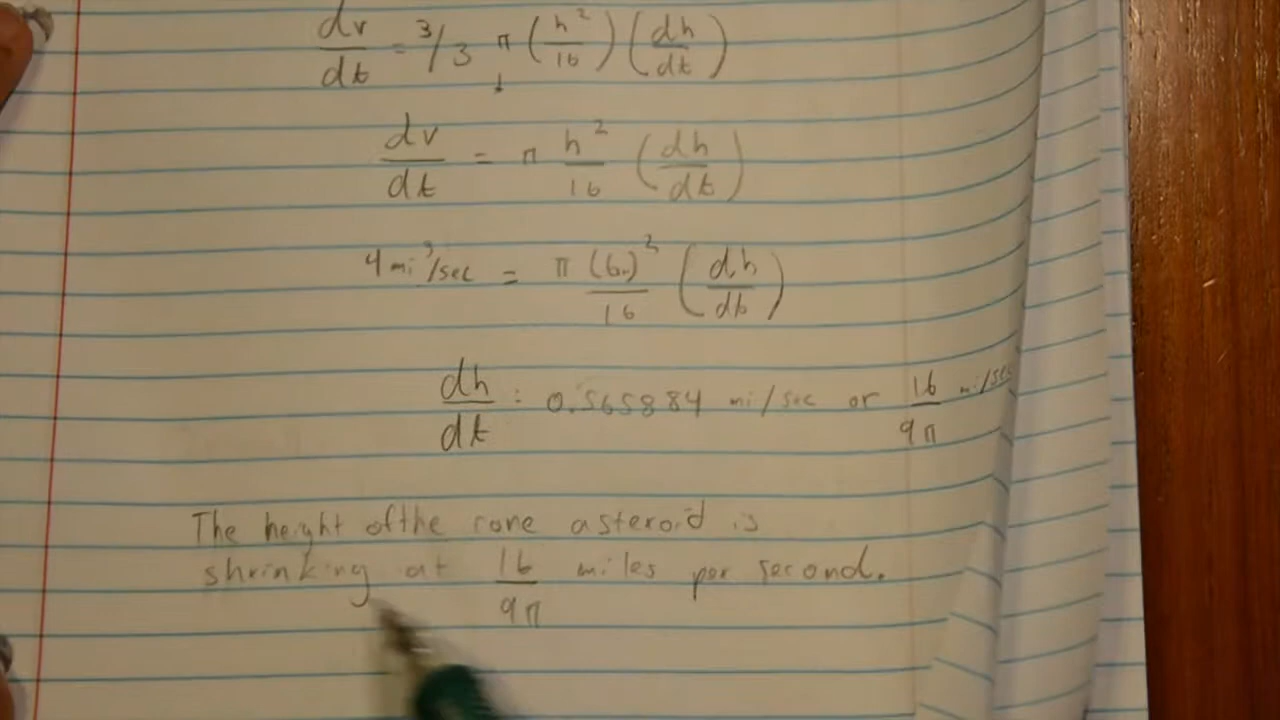 dv/dt = 3/3 π (h²/16) (dh/dt)
dv/dt = π h²/16 (dh/dt)
4 mi³/sec = π (6)²/16 (dh/dt)
dh/dt : 0.565884 mi/sec or 16/9π mi/sec
The height of the cone asteroid is
shrinking at 16/9π miles per second.